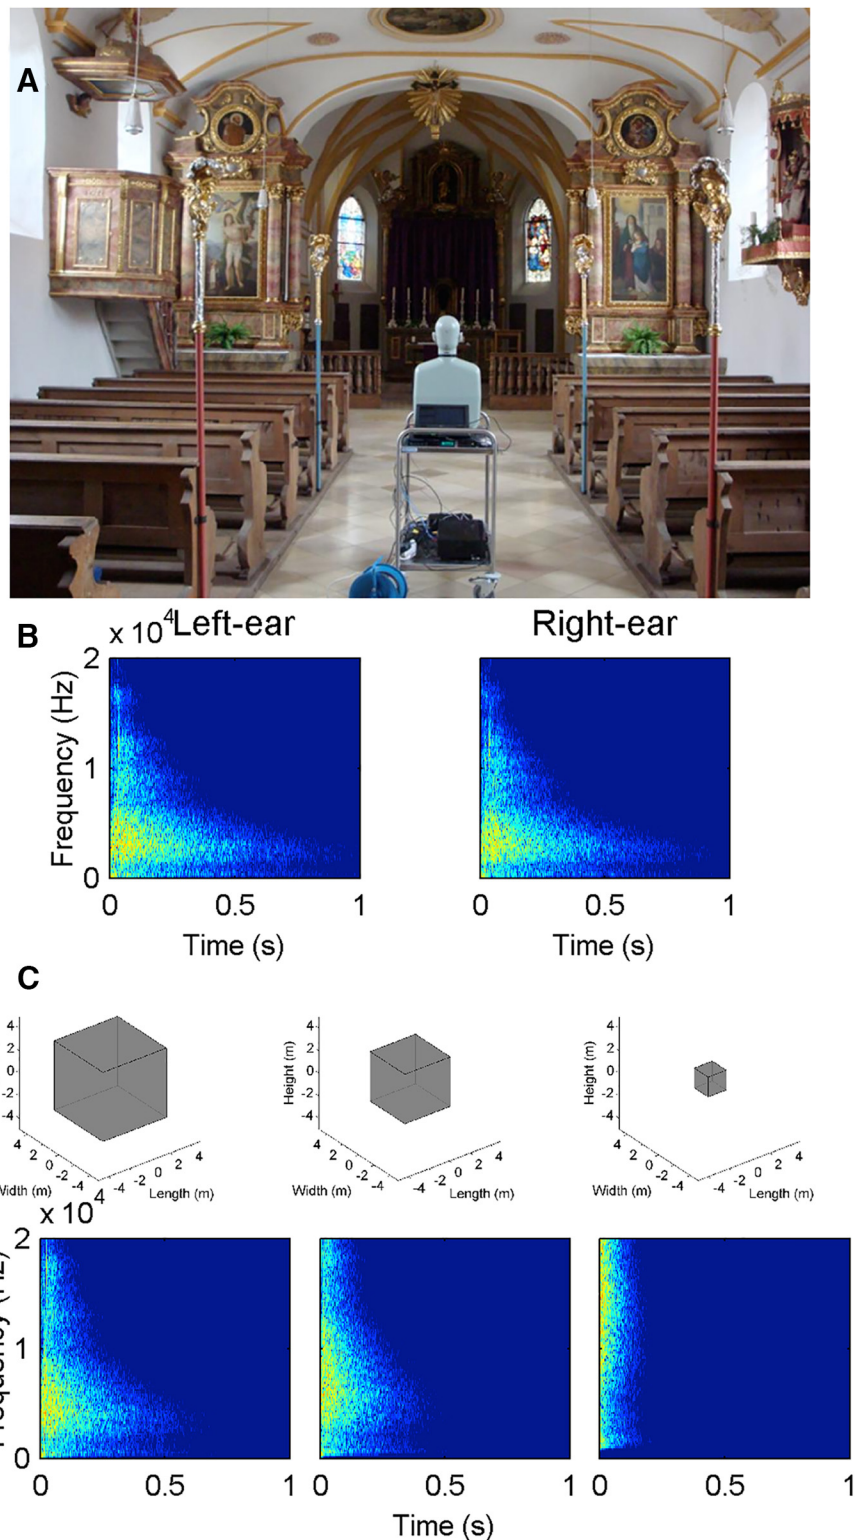 A
B
x 10⁴ Left-ear
Right-ear
Frequency (Hz)
2
1
0
0 0.5 1
0 0.5 1
Time (s)
Time (s)
C
4
2
0
-2
-4
4 2 0 -2 -4
-4 -2 0 2 4
Width (m)
Length (m)
Height (m)
4
2
0
-2
-4
4 2 0 -2 -4
-4 -2 0 2 4
Width (m)
Length (m)
Height (m)
4
2
0
-2
-4
4 2 0 -2 -4
-4 -2 0 2 4
Width (m)
Length (m)
x 10⁴
2
1
0
0 0.5 1
0 0.5 1
0 0.5 1
Time (s)